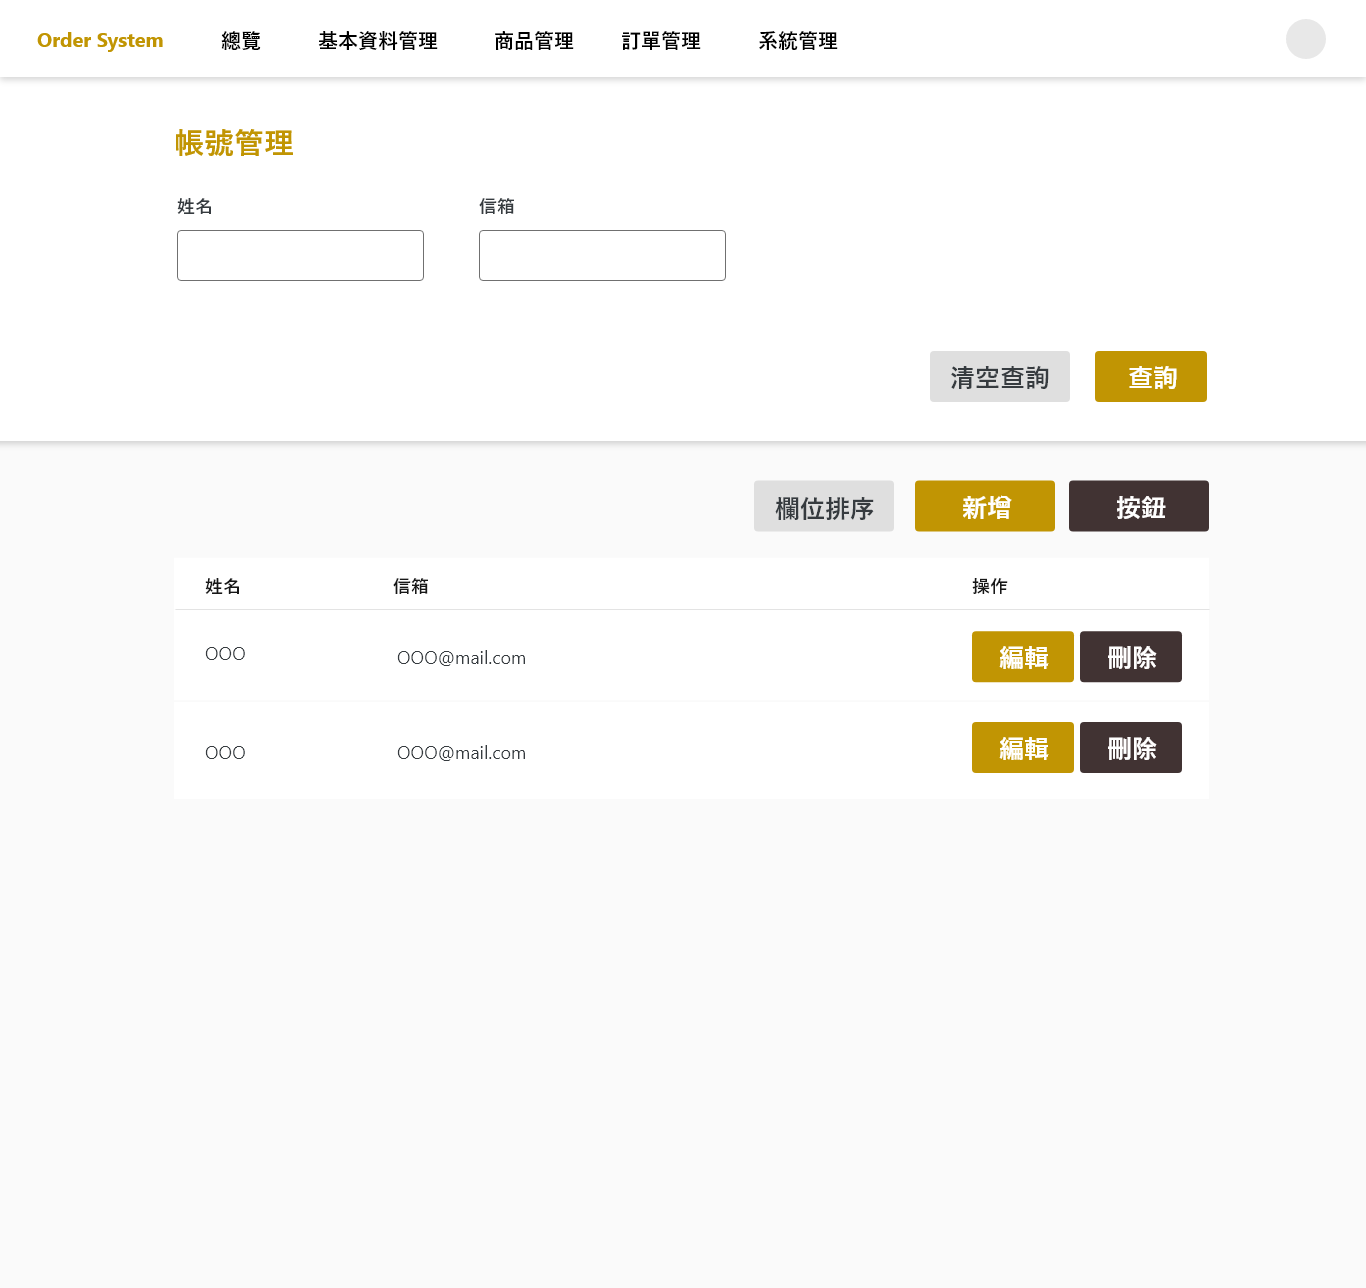 Order System 總覽 基本資料管理 商品管理 訂單管理 系統管理
帳號管理
姓名 信箱
清空查詢 查詢
欄位排序 新增 按鈕
姓名 信箱 操作
OOO OOO@mail.com 編輯 刪除
OOO OOO@mail.com 編輯 刪除